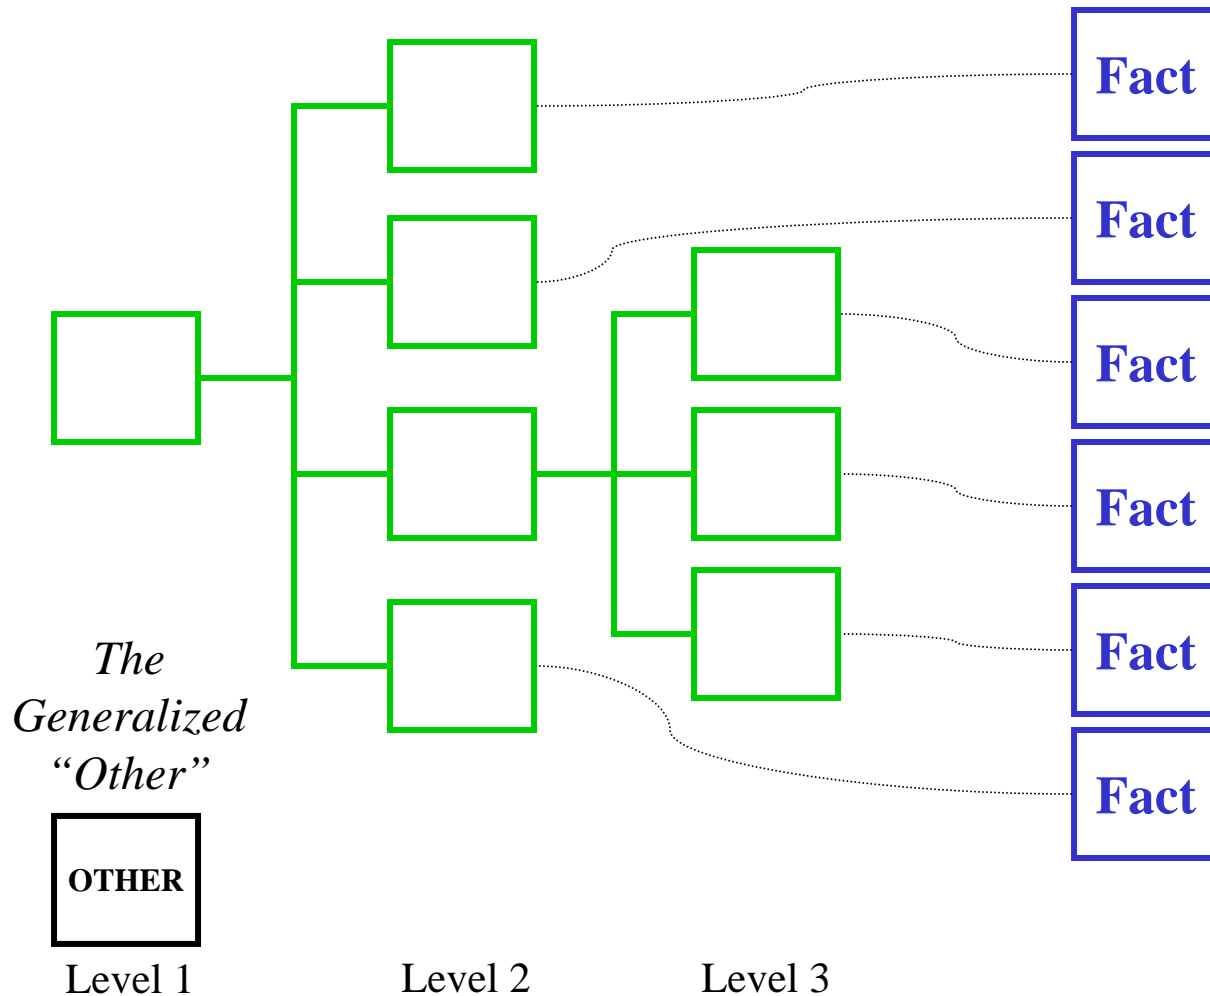 Fact
Fact
Fact
Fact
Fact
Fact
The
Generalized
“Other”
OTHER
Level 1
Level 2
Level 3